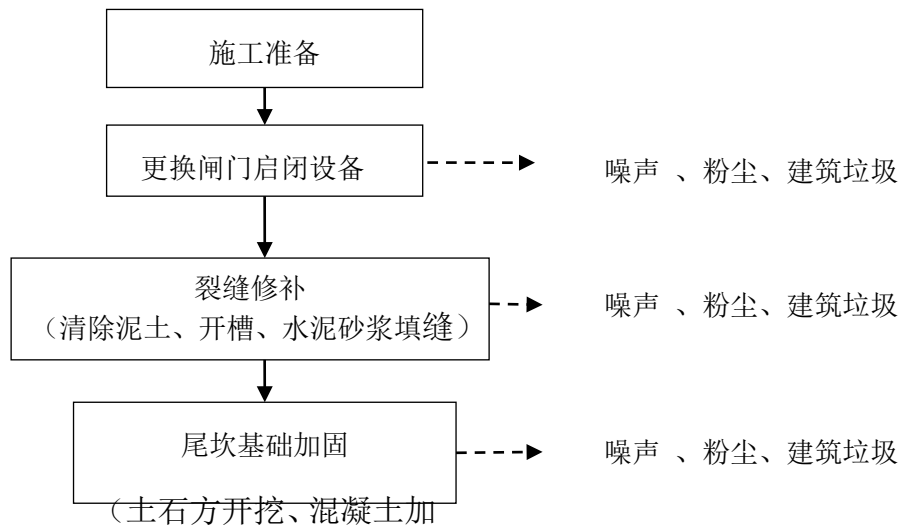 施工准备
更换闸门启闭设备
噪声 、粉尘、建筑垃圾
裂缝修补
（清除泥土、开槽、水泥砂浆填缝）
噪声 、粉尘、建筑垃圾
尾坎基础加固
噪声 、粉尘、建筑垃圾
（土石方开挖、混凝土加